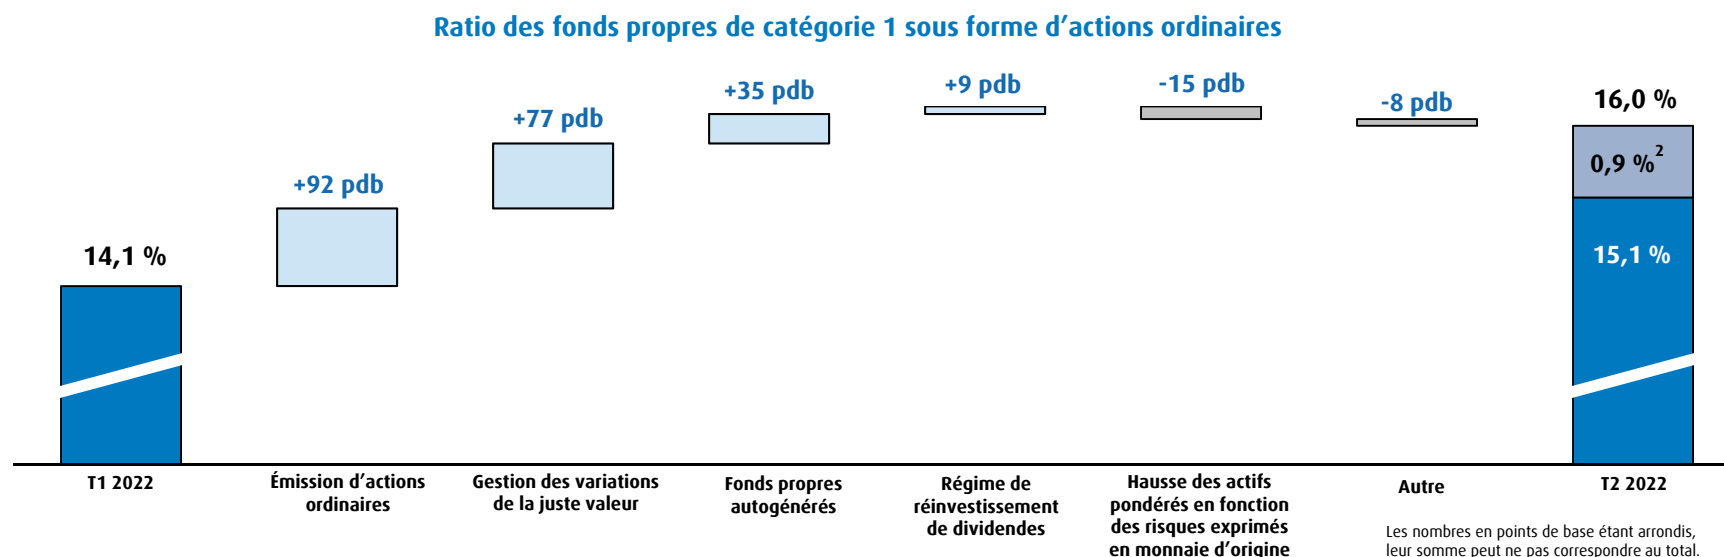 Ratio des fonds propres de catégorie 1 sous forme d’actions ordinaires
14,1 %
+92 pdb
+77 pdb
+35 pdb
+9 pdb
-15 pdb
-8 pdb
16,0 %
0,9 %2
15,1 %
T1 2022
Émission d’actions
ordinaires
Gestion des variations
de la juste valeur
Fonds propres
autogénérés
Régime de
réinvestissement
de dividendes
Hausse des actifs
pondérés en fonction
des risques exprimés
en monnaie d’origine
Autre
T2 2022
Les nombres en points de base étant arrondis,
leur somme peut ne pas correspondre au total.